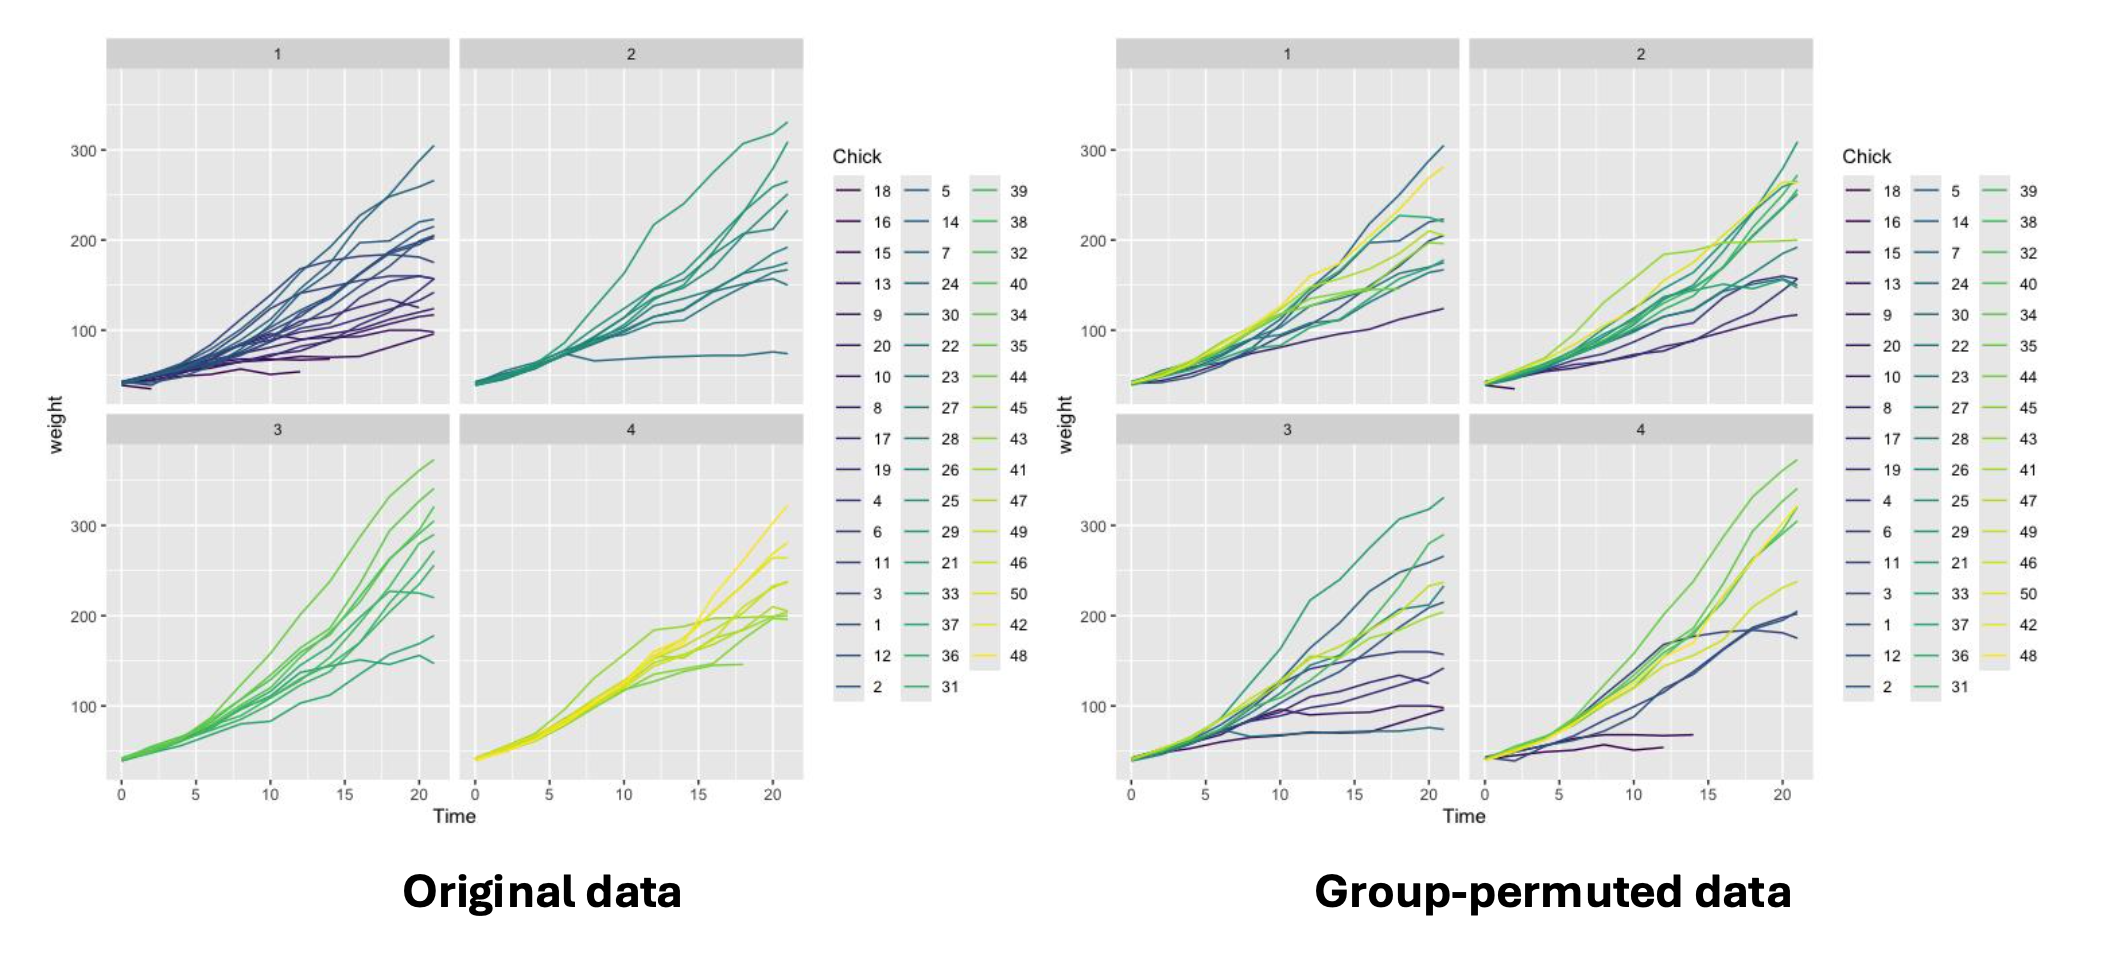 1 2
300
200
100
3 4
300
200
100
weight
0 5 10 15 20 0 5 10 15 20
Time
Chick
18 5 39
16 14 38
15 7 32
13 24 40
9 30 34
20 22 35
10 23 44
8 27 45
17 28 43
19 26 41
4 25 47
6 29 49
11 21 46
3 33 50
1 37 42
12 36 48
2 31
Original data
1 2
300
200
100
3 4
300
200
100
weight
0 5 10 15 20 0 5 10 15 20
Time
Chick
18 5 39
16 14 38
15 7 32
13 24 40
9 30 34
20 22 35
10 23 44
8 27 45
17 28 43
19 26 41
4 25 47
6 29 49
11 21 46
3 33 50
1 37 42
12 36 48
2 31
Group-permuted data